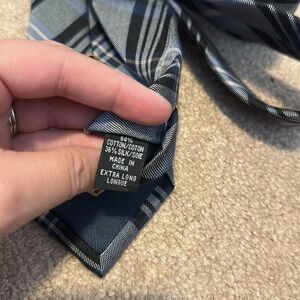 64%
COTTON/COTON
36% SILK/SOIE
MADE IN
CHINA
EXTRA LONG
LONGUE